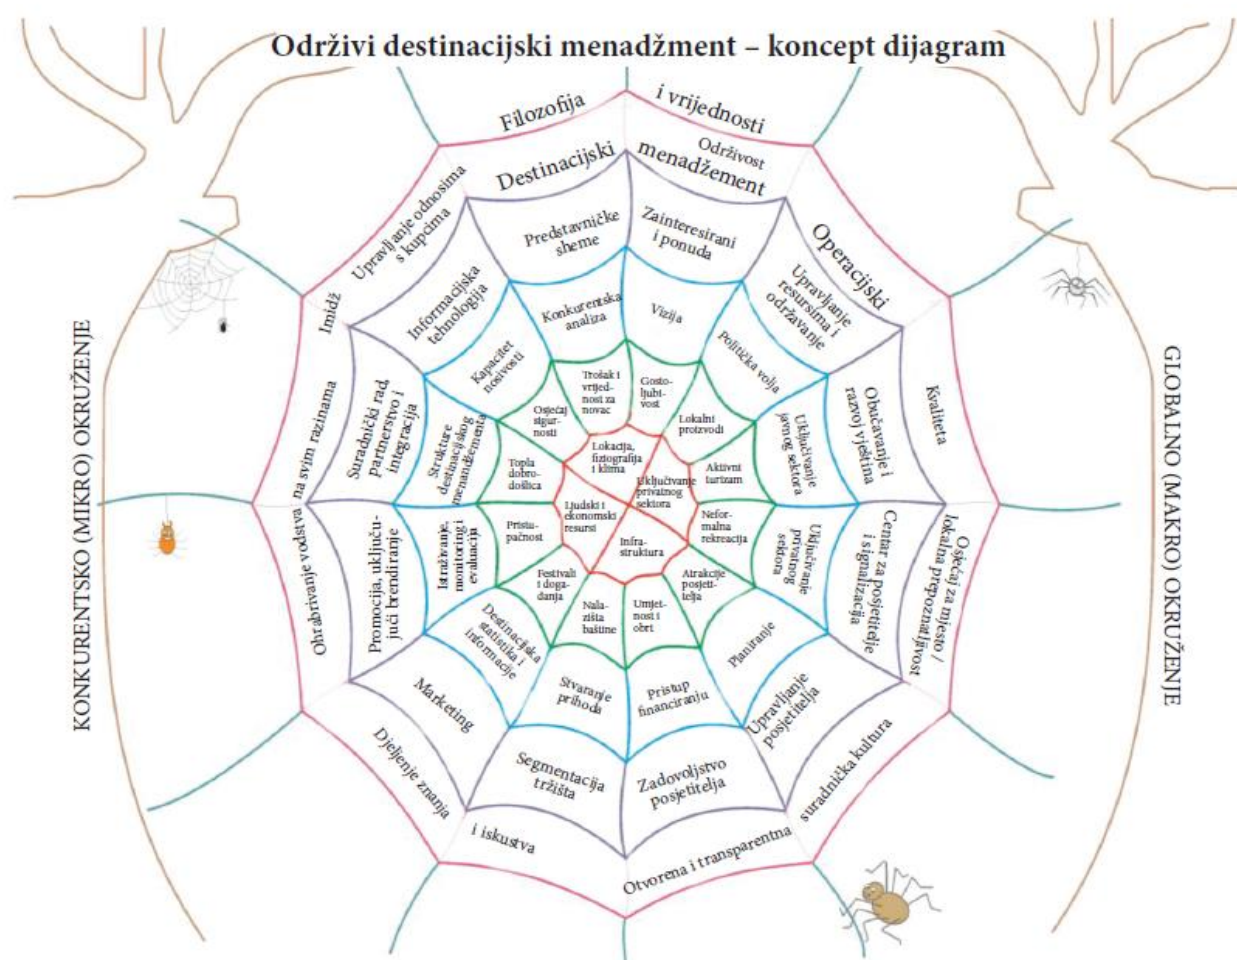 Održivi destinacijski menadžment – koncept dijagram
KONKURENTSKO (MIKRO) OKRUŽENJE
GLOBALNO (MAKRO) OKRUŽENJE
Filozofija
i vrijednosti
Održivost
Kvaliteta
Osjećaj za mjesto /
lokalna prepoznatljivost
Otvorena i transparentna
suradnička kultura
Djeljenje znanja
i iskustva
Ohrabrivanje vodstva
na svim razinama
Imidž
Upravljanje odnosima
s kupcima
Destinacijski
menadžement
Operacijski
Predstavničke
sheme
Zainteresirani
i ponuda
Upravljanje
resursima i
održavanje
Obučavanje i
razvoj vještina
Centar za posjetitelje
i signalizacija
Upravljanje
posjetitelja
Zadovoljstvo
posjetitelja
Segmentacija
tržišta
Marketing
Promocija, uključu-
jući brendiranje
Suradnički rad,
partnerstvo i
integracija
Informacijska
tehnologija
Konkurentska
analiza
Vizija
Politička volja
Uključivanje
javnog sektora
Uključivanje
privatnog
sektora
Planiranje
Pristup
financiranju
Stvaranje
prihoda
Destinacijska
statistika i
informacije
Istraživanje,
monitoring i
evaluacija
Strukture
destinacijskog
menandžementa
Kapacitet
nosivosti
Trošak i
vrijed-
nost za
novac
Gosto-
ljubi-
vost
Lokalni
proizvodi
Aktivni
turizam
Nefor-
malna
rekreacija
Atrakcije
posjeti-
telja
Umjet-
nost i
obrt
Nala-
zišta
baštine
Festivali
i doga-
đanja
Pristu-
pačnost
Topla
dobro-
došlica
Osjećaj
sigur-
nosti
Lokacija,
fiziografija
i klima
Uključivanje
privatnog
sektora
Infra-
struktura
Ljudski i
ekonomski
resursi